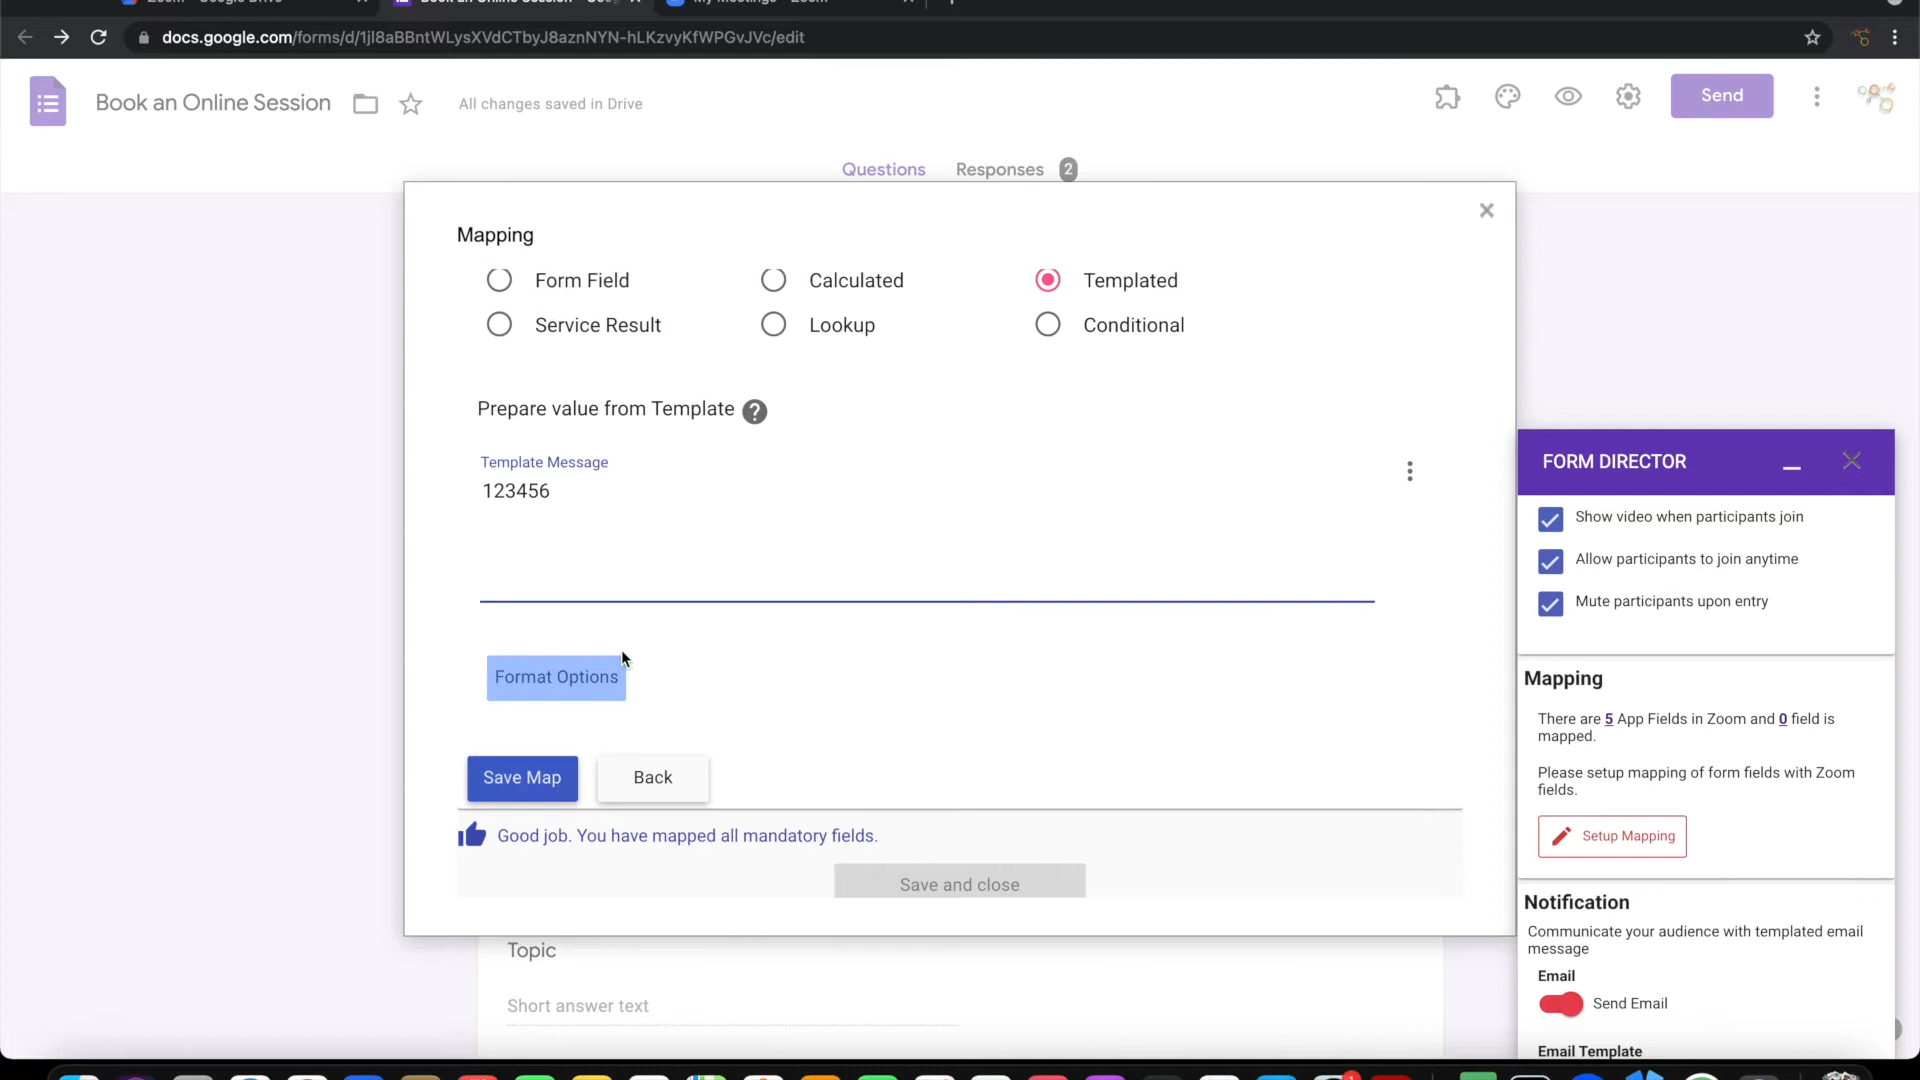 docs.google.com/forms/d/1jl8aBBntWLysXVdCTbyJ8aznNYN-hLKzvyKfWPGvJVc/edit
Book an Online Session
All changes saved in Drive
Send
Questions
Responses
2
Mapping
Form Field
Calculated
Templated
Service Result
Lookup
Conditional
Prepare value from Template
?
Template Message
123456
Format Options
Save Map
Back
Good job. You have mapped all mandatory fields.
Save and close
Topic
Short answer text
FORM DIRECTOR
Show video when participants join
Allow participants to join anytime
Mute participants upon entry
Mapping
There are 5 App Fields in Zoom and 0 field is
mapped.
Please setup mapping of form fields with Zoom
fields.
Setup Mapping
Notification
Communicate your audience with templated email
message
Email
Send Email
Email Template